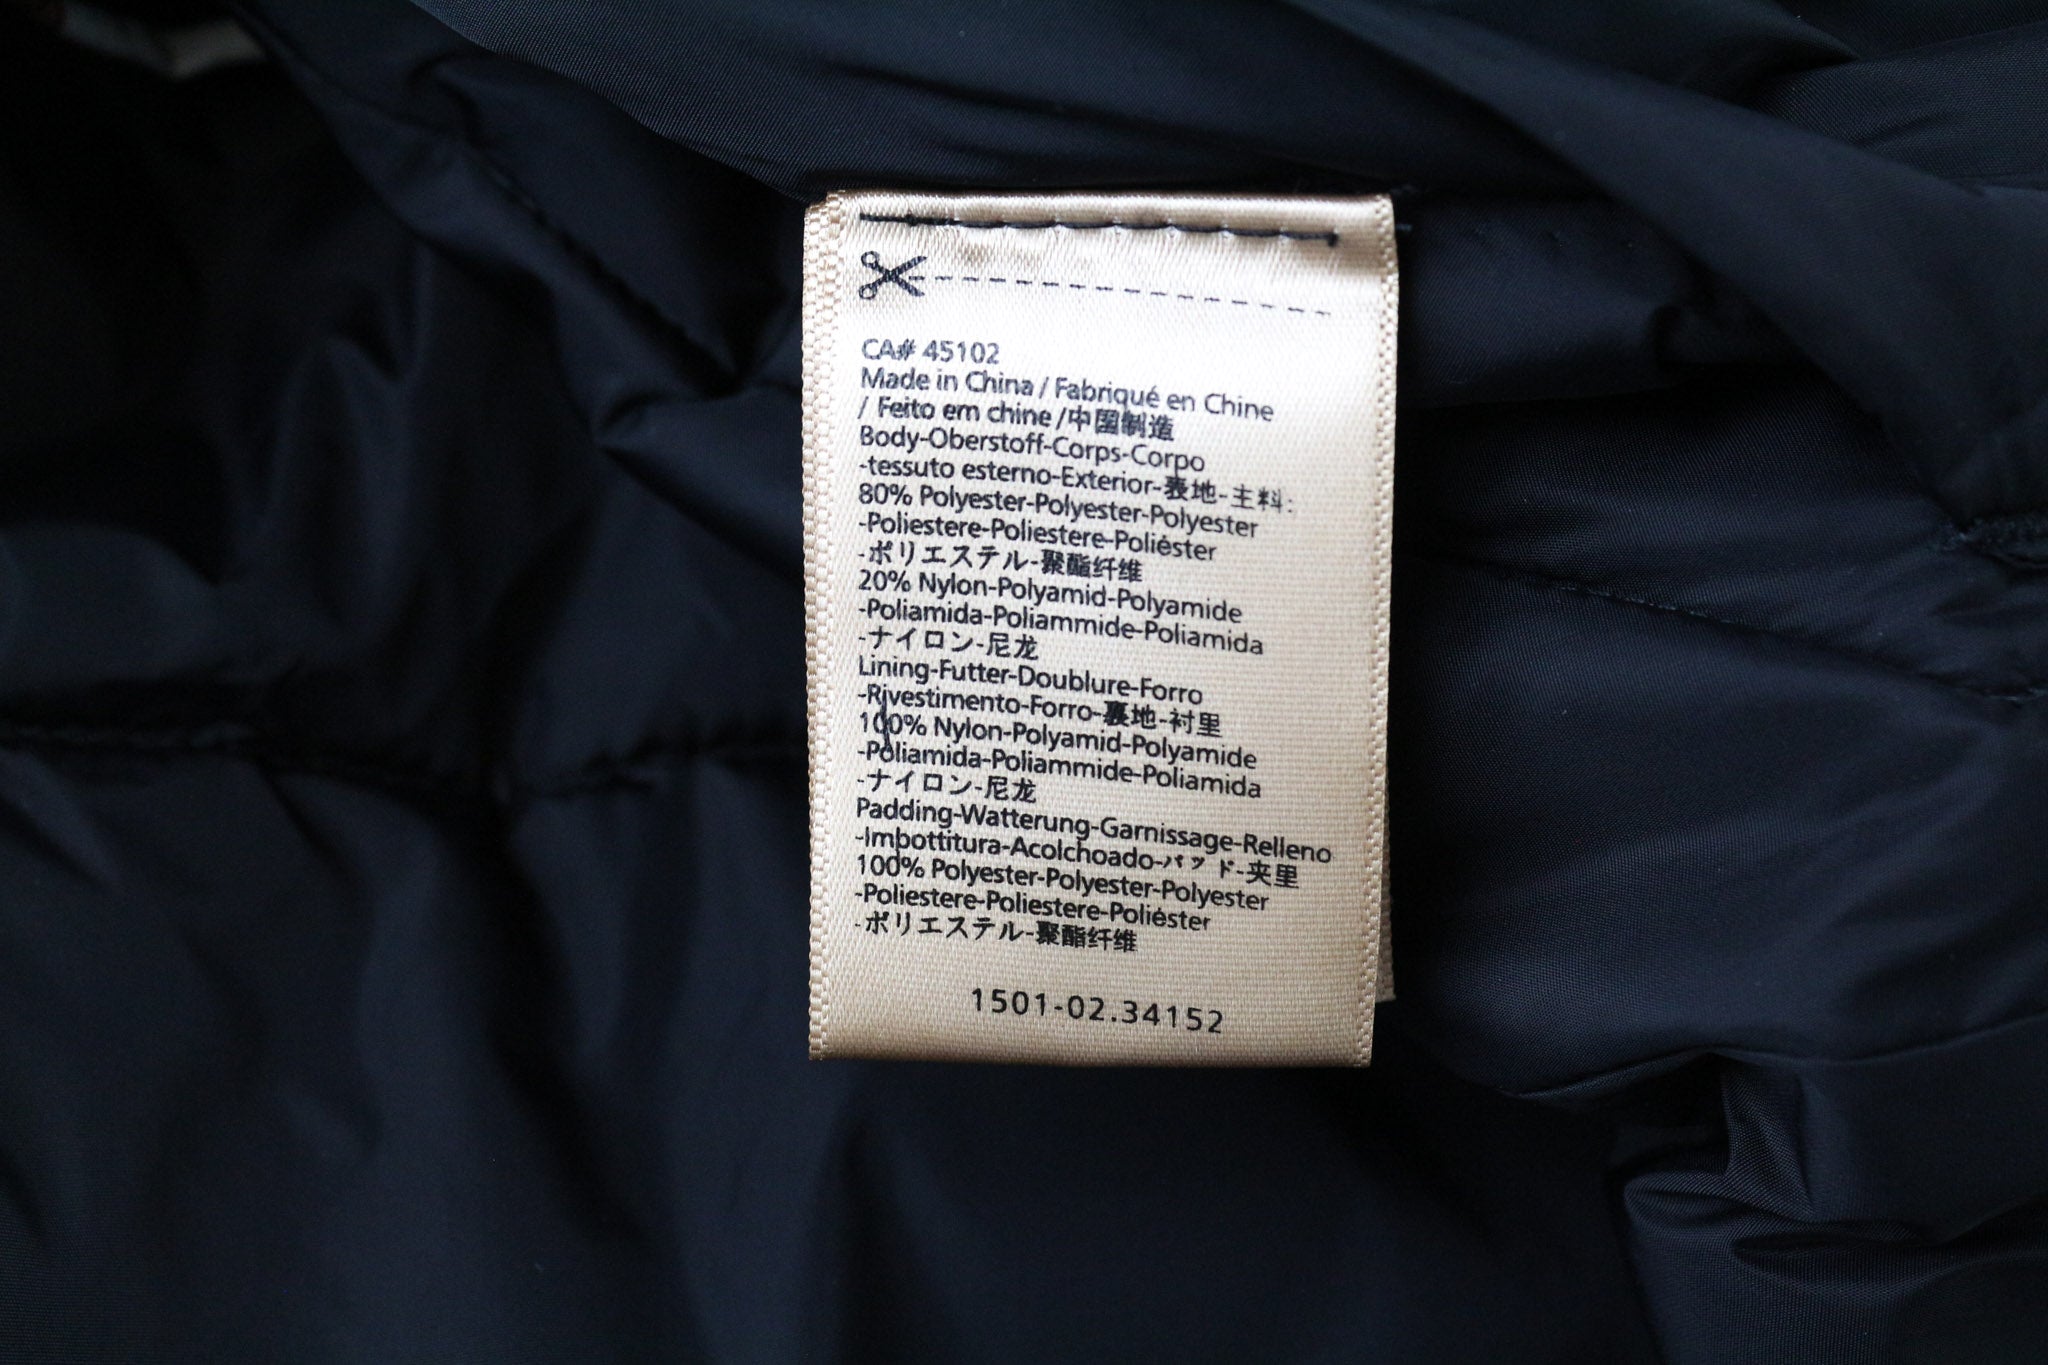 CA# 45102
Made in China / Fabriqué en Chine
/ Feito em chine /中国制造
Body-Oberstoff-Corps-Corpo
-tessuto esterno-Exterior-表地-主料:
80% Polyester-Polyester-Polyester
-Poliestere-Poliestere-Poliéster
-ポリエステル-聚酯纤维
20% Nylon-Polyamid-Polyamide
-Poliamida-Poliammide-Poliamida
-ナイロン-尼龙
Lining-Futter-Doublure-Forro
-Rivestimento-Forro-裏地-衬里
100% Nylon-Polyamid-Polyamide
-Poliamida-Poliammide-Poliamida
-ナイロン-尼龙
Padding-Watterung-Garnissage-Relleno
-Imbottitura-Acolchoado-パッド-夹里
100% Polyester-Polyester-Polyester
-Poliestere-Poliestere-Poliéster
-ポリエステル-聚酯纤维
1501-02.34152